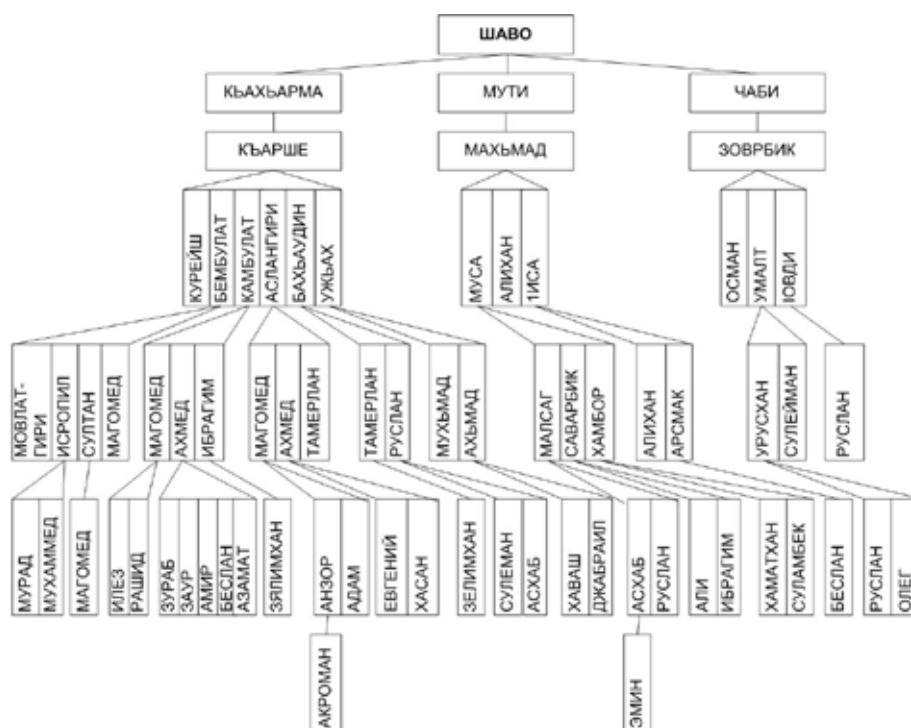 ШАВО
КЬАХЬАРМА
МУТИ
ЧАБИ
КЪАРШЕ
МАХЬМАД
ЗОВРБИК
КУРЕЙШ
БЕМБУЛАТ
КАМБУЛАТ
АСЛАНГИРИ
БАХЬАУДИН
УЖЬАХ
МУСА
АЛИХАН
1ИСА
ОСМАН
УМАЛТ
ЮВДИ
МОВЛАТ-
ГИРИ
ИСРОПИЛ
СУЛТАН
МАГОМЕД
МАГОМЕД
АХМЕД
ИБРАГИМ
МАГОМЕД
АХМЕД
ТАМЕРЛАН
ТАМЕРЛАН
РУСЛАН
МУХЬМАД
АХЬМАД
МАЛСАГ
САВАРБИК
ХАМБОР
АЛИХАН
АРСМАК
УРУСХАН
СУЛЕЙМАН
РУСЛАН
МУРАД
МУХАММЕД
МАГОМЕД
ИЛЕЗ
РАШИД
ЗУРАБ
ЗАУР
АМИР
БЕСЛАН
АЗАМАТ
ЗЯЛИМХАН
АНЗОР
АДАМ
ЕВГЕНИЙ
ХАСАН
ЗЕЛИМХАН
СУЛЕМАН
АСХАБ
ХАВАШ
ДЖАБРАИЛ
АСХАБ
РУСЛАН
АЛИ
ИБРАГИМ
ХАМАТХАН
СУЛАМБЕК
БЕСЛАН
РУСЛАН
ОЛЕГ
АКРОМАН
ЭМИН